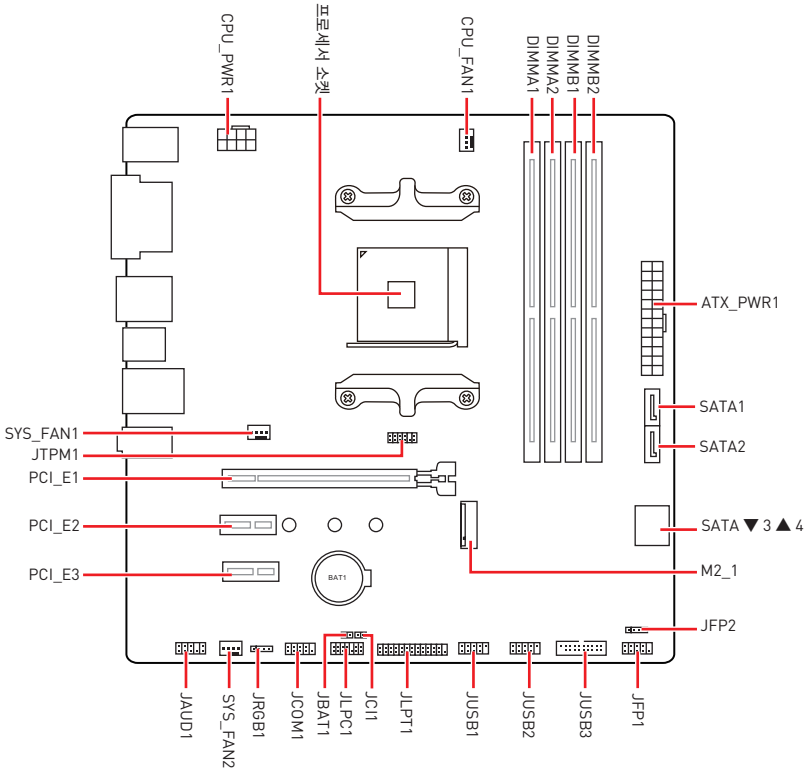 CPU_PWR1
프로세서 소켓
CPU_FAN1
DIMMA1
DIMMA2
DIMMB1
DIMMB2
ATX_PWR1
SATA1
SATA2
SYS_FAN1
JTPM1
PCI_E1
PCI_E2
SATA ▼ 3 ▲ 4
PCI_E3
M2_1
BAT1
JFP2
JAUD1
SYS_FAN2
JRGB1
JCOM1
JBAT1
JLPC1
JCI1
JLPT1
JUSB1
JUSB2
JUSB3
JFP1